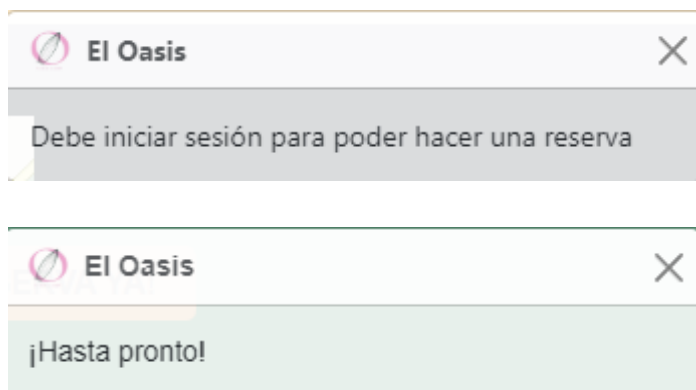 El Oasis
Debe iniciar sesión para poder hacer una reserva
El Oasis
¡Hasta pronto!